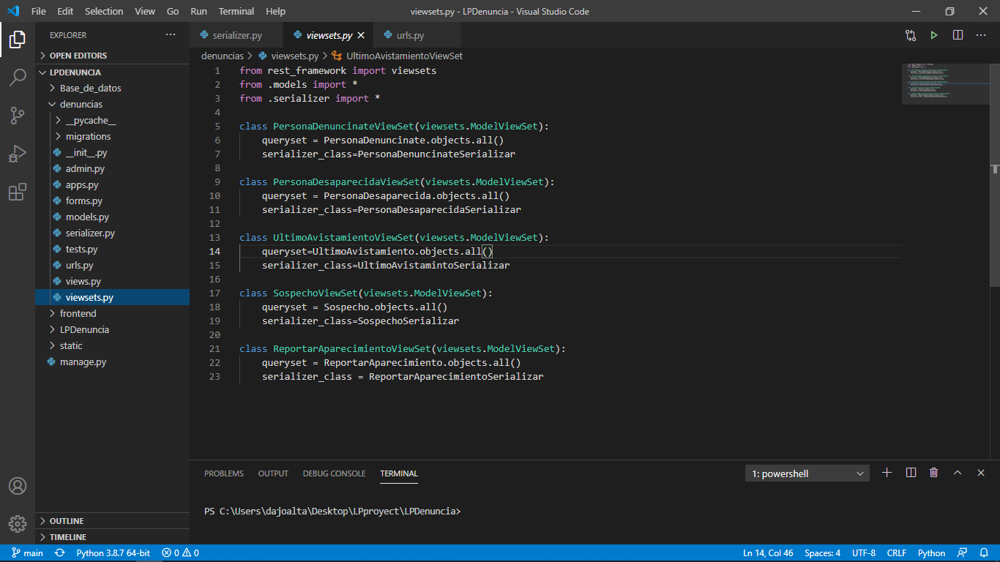 File Edit Selection View Go Run Terminal Help
viewsets.py - LPDenuncia - Visual Studio Code
EXPLORER
OPEN EDITORS
LPDENUNCIA
Base_de_datos
denuncias
__pycache__
migrations
__init__.py
admin.py
apps.py
forms.py
models.py
serializer.py
tests.py
urls.py
views.py
viewsets.py
frontend
LPDenuncia
static
manage.py
OUTLINE
TIMELINE
serializer.py viewsets.py urls.py
denuncias > viewsets.py > UltimoAvistamientoViewSet
1 from rest_framework import viewsets
2 from .models import *
3 from .serializer import *
4
5 class PersonaDenuncinateViewSet(viewsets.ModelViewSet):
6 queryset = PersonaDenuncinate.objects.all()
7 serializer_class=PersonaDenuncinateSerializar
8
9 class PersonaDesaparecidaViewSet(viewsets.ModelViewSet):
10 queryset = PersonaDesaparecida.objects.all()
11 serializer_class=PersonaDesaparecidaSerializar
12
13 class UltimoAvistamientoViewSet(viewsets.ModelViewSet):
14 queryset=UltimoAvistamiento.objects.all()
15 serializer_class=UltimoAvistamintoSerializar
16
17 class SospechoViewSet(viewsets.ModelViewSet):
18 queryset = Sospecho.objects.all()
19 serializer_class=SospechoSerializar
20
21 class ReportarAparecimientoViewSet(viewsets.ModelViewSet):
22 queryset = ReportarAparecimiento.objects.all()
23 serializer_class = ReportarAparecimientoSerializar
PROBLEMS OUTPUT DEBUG CONSOLE TERMINAL
1: powershell
PS C:\Users\dajoalta\Desktop\LPproyect\LPDenuncia>
main Python 3.8.7 64-bit 0 0 Ln 14, Col 46 Spaces: 4 UTF-8 CRLF Python